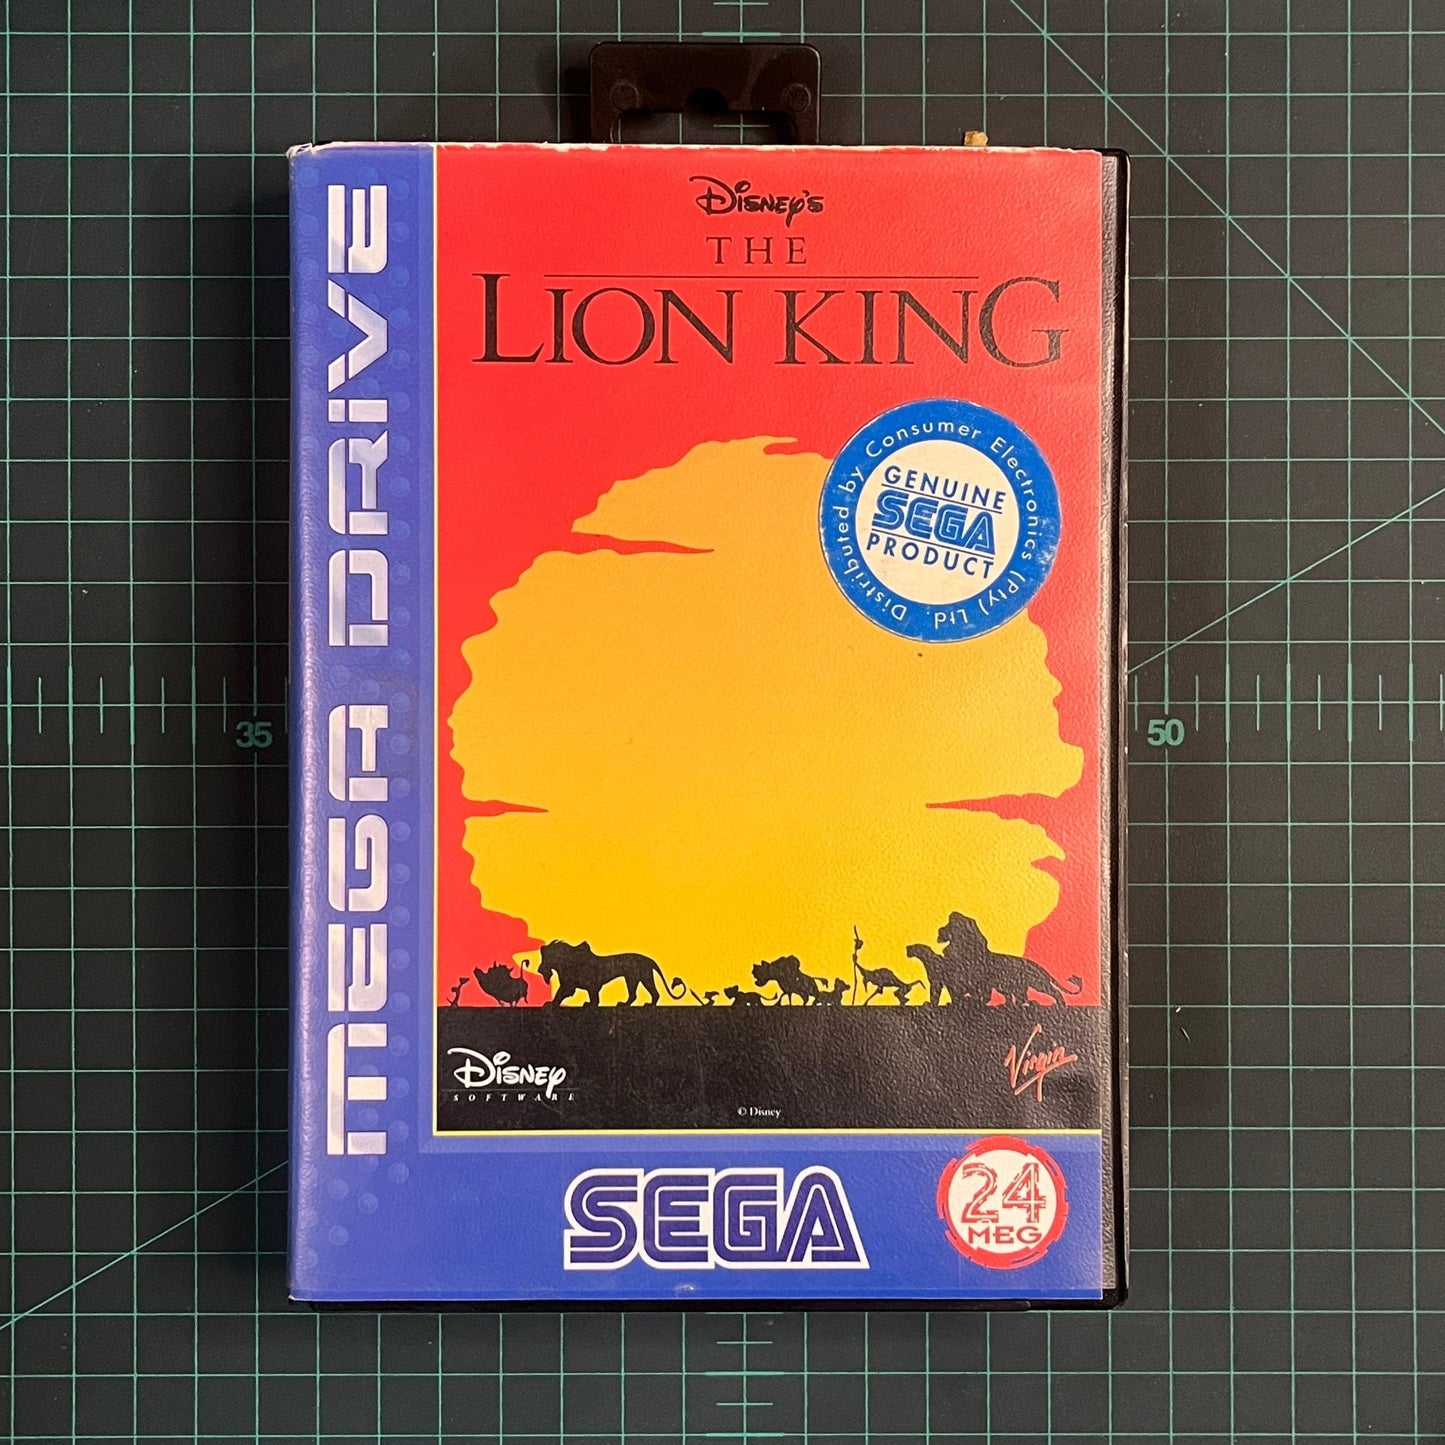 DISNEY'S
THE
LION KING
Distributed by Consumer Electronics (Pty) Ltd.
GENUINE
SEGA
PRODUCT
MEGA DRIVE
35
50
DISNEY
SOFTWARE
Virgin
© Disney
SEGA
24
MEG